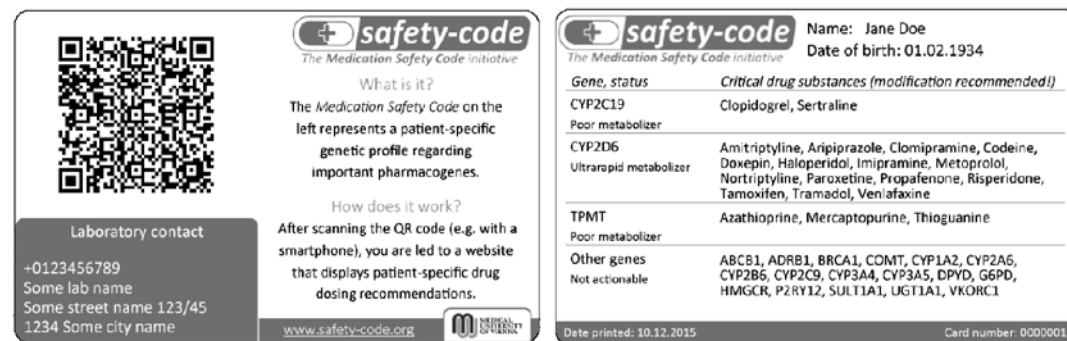 safety-code
The Medication Safety Code initiative
What is it?
The Medication Safety Code on the
left represents a patient-specific
genetic profile regarding
important pharmacogenes.
How does it work?
After scanning the QR code (e.g. with a
smartphone), you are led to a website
that displays patient-specific drug
dosing recommendations.
Laboratory contact
+0123456789
Some lab name
Some street name 123/45
1234 Some city name
www.safety-code.org
MEDICAL
UNIVERSITY
OF VIENNA
safety-code
The Medication Safety Code initiative
Name: Jane Doe
Date of birth: 01.02.1934
Gene, status Critical drug substances (modification recommended!)
CYP2C19 Clopidogrel, Sertraline
Poor metabolizer
CYP2D6 Amitriptyline, Aripiprazole, Clomipramine, Codeine,
Ultrarapid metabolizer Doxepin, Haloperidol, Imipramine, Metoprolol,
Nortriptyline, Paroxetine, Propafenone, Risperidone,
Tamoxifen, Tramadol, Venlafaxine
TPMT Azathioprine, Mercaptopurine, Thioguanine
Poor metabolizer
Other genes ABCB1, ADRB1, BRCA1, COMT, CYP1A2, CYP2A6,
Not actionable CYP2B6, CYP2C9, CYP3A4, CYP3A5, DPYD, G6PD,
HMGCR, P2RY12, SULT1A1, UGT1A1, VKORC1
Date printed: 10.12.2015 Card number: 0000001